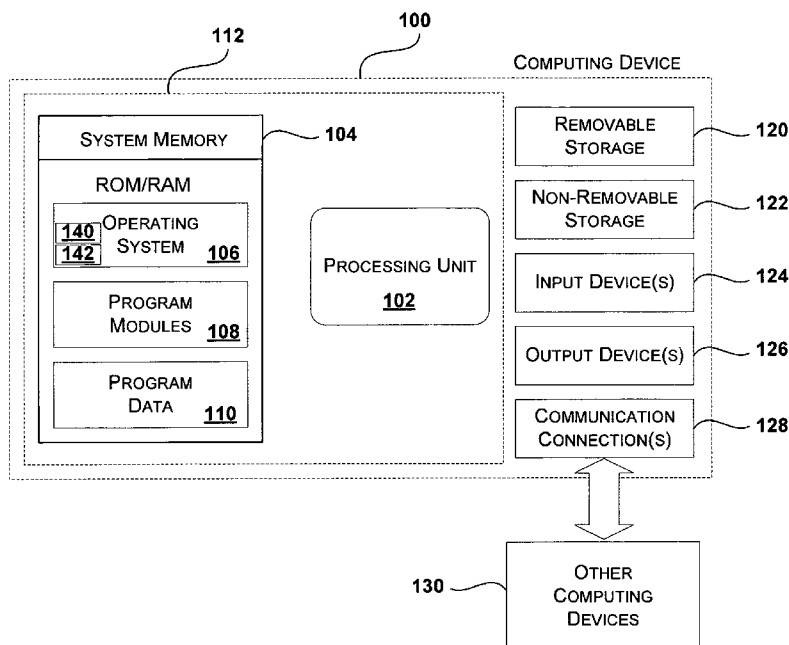 100
112
COMPUTING DEVICE
SYSTEM MEMORY
104
ROM/RAM
OPERATING
SYSTEM
140
142
106
PROGRAM
MODULES
108
PROGRAM
DATA
110
PROCESSING UNIT
102
REMOVABLE
STORAGE
120
NON-REMOVABLE
STORAGE
122
INPUT DEVICE(S)
124
OUTPUT DEVICE(S)
126
COMMUNICATION
CONNECTION(S)
128
130
OTHER
COMPUTING
DEVICES